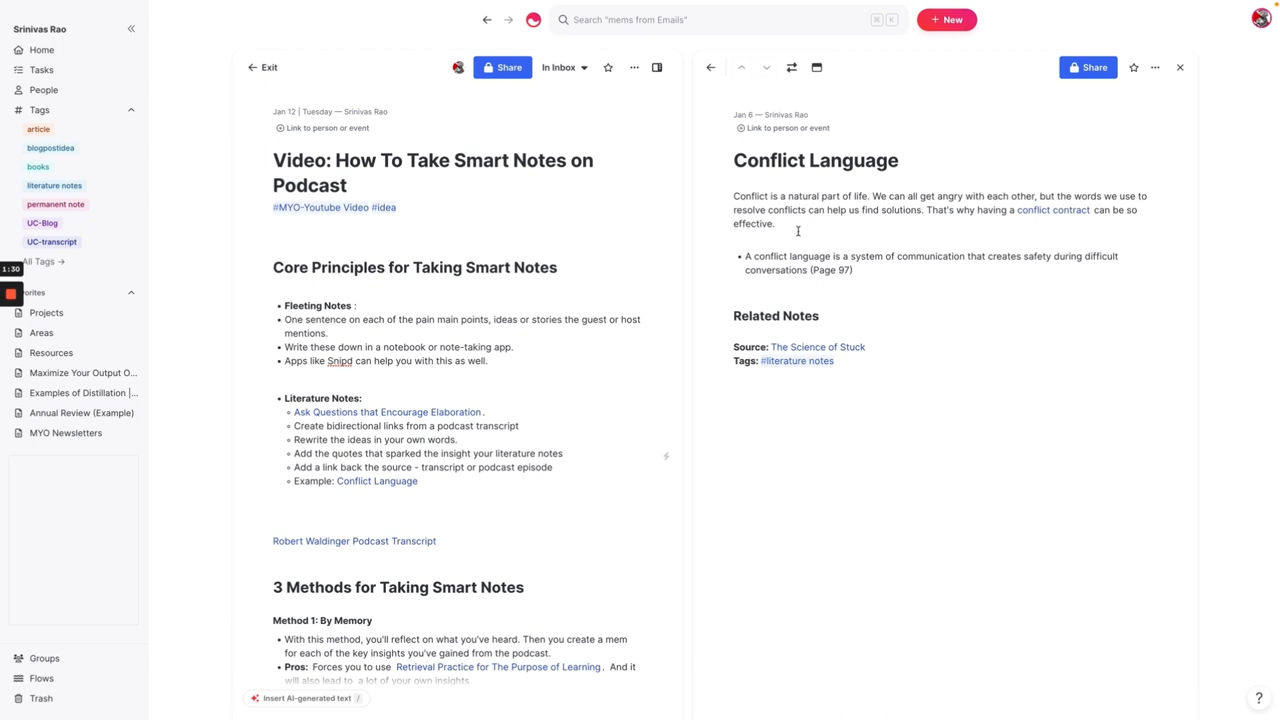 Srinivas Rao
Home
Tasks
People
Tags
article
blogpostidea
books
literature notes
permanent note
UC-Blog
UC-transcript
All Tags →
1:30
vorites
Projects
Areas
Resources
Maximize Your Output O...
Examples of Distillation |...
Annual Review (Example)
MYO Newsletters
Groups
Flows
Trash
Search "mems from Emails"
⌘ K
+ New
← Exit
Share
In Inbox
Jan 12 | Tuesday — Srinivas Rao
Link to person or event
Video: How To Take Smart Notes on
Podcast
#MYO-Youtube Video #idea
Core Principles for Taking Smart Notes
• Fleeting Notes :
• One sentence on each of the pain main points, ideas or stories the guest or host
mentions.
• Write these down in a notebook or note-taking app.
• Apps like Snipd can help you with this as well.
• Literature Notes:
Ask Questions that Encourage Elaboration.
Create bidirectional links from a podcast transcript
Rewrite the ideas in your own words.
Add the quotes that sparked the insight your literature notes
Add a link back the source - transcript or podcast episode
Example: Conflict Language
Robert Waldinger Podcast Transcript
3 Methods for Taking Smart Notes
Method 1: By Memory
• With this method, you'll reflect on what you've heard. Then you create a mem
for each of the key insights you've gained from the podcast.
• Pros: Forces you to use Retrieval Practice for The Purpose of Learning. And it
will also lead to a lot of your own insights
Insert AI-generated text /
Share
Jan 6 — Srinivas Rao
Link to person or event
Conflict Language
Conflict is a natural part of life. We can all get angry with each other, but the words we use to
resolve conflicts can help us find solutions. That's why having a conflict contract can be so
effective.
• A conflict language is a system of communication that creates safety during difficult
conversations (Page 97)
Related Notes
Source: The Science of Stuck
Tags: #literature notes
?